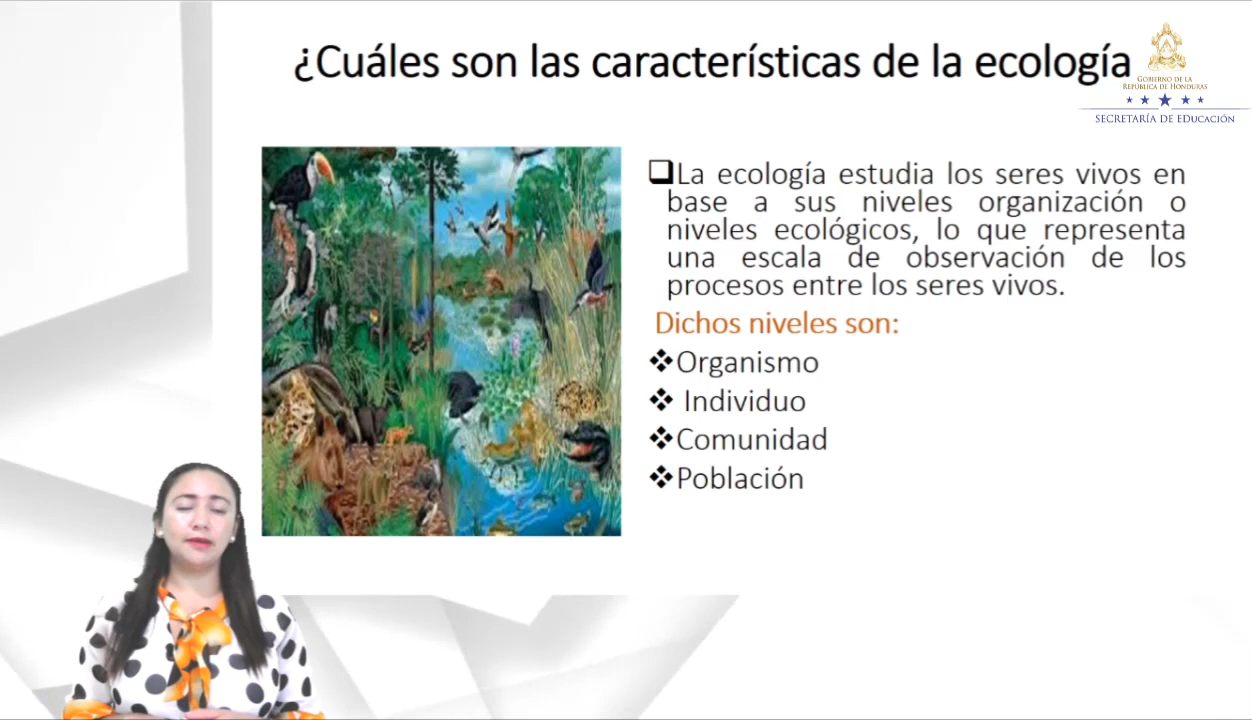 ¿Cuáles son las características de la ecología
GOBIERNO DE LA
REPÚBLICA DE HONDURAS
SECRETARÍA DE EDUCACIÓN
La ecología estudia los seres vivos en
base a sus niveles organización o
niveles ecológicos, lo que representa
una escala de observación de los
procesos entre los seres vivos.
Dichos niveles son:
Organismo
Individuo
Comunidad
Población